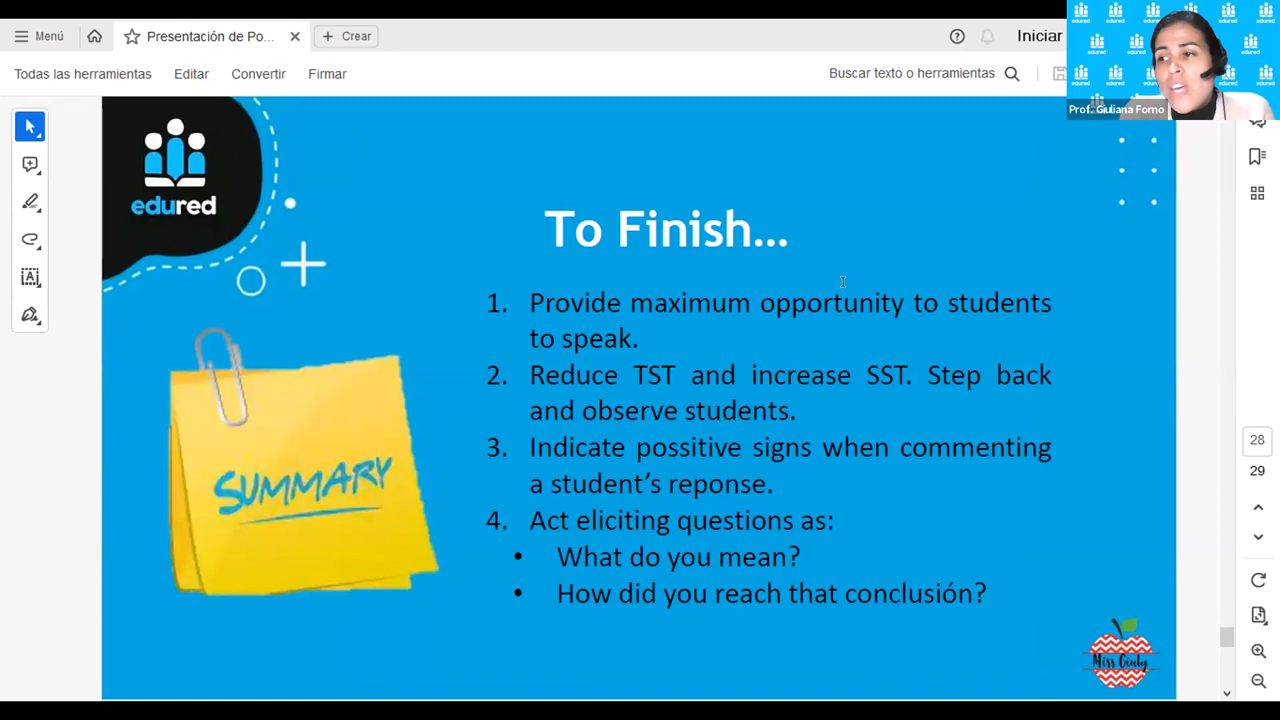 Menú
Presentación de Po...
Crear
Iniciar
Todas las herramientas
Editar
Convertir
Firmar
Buscar texto o herramientas
edured
Prof. Giuliana Forno
edured
To Finish...
1. Provide maximum opportunity to students
to speak.
2. Reduce TST and increase SST. Step back
and observe students.
3. Indicate possitive signs when commenting
a student's reponse.
4. Act eliciting questions as:
• What do you mean?
• How did you reach that conclusión?
SUMMARY
Miss Gialy
28
29